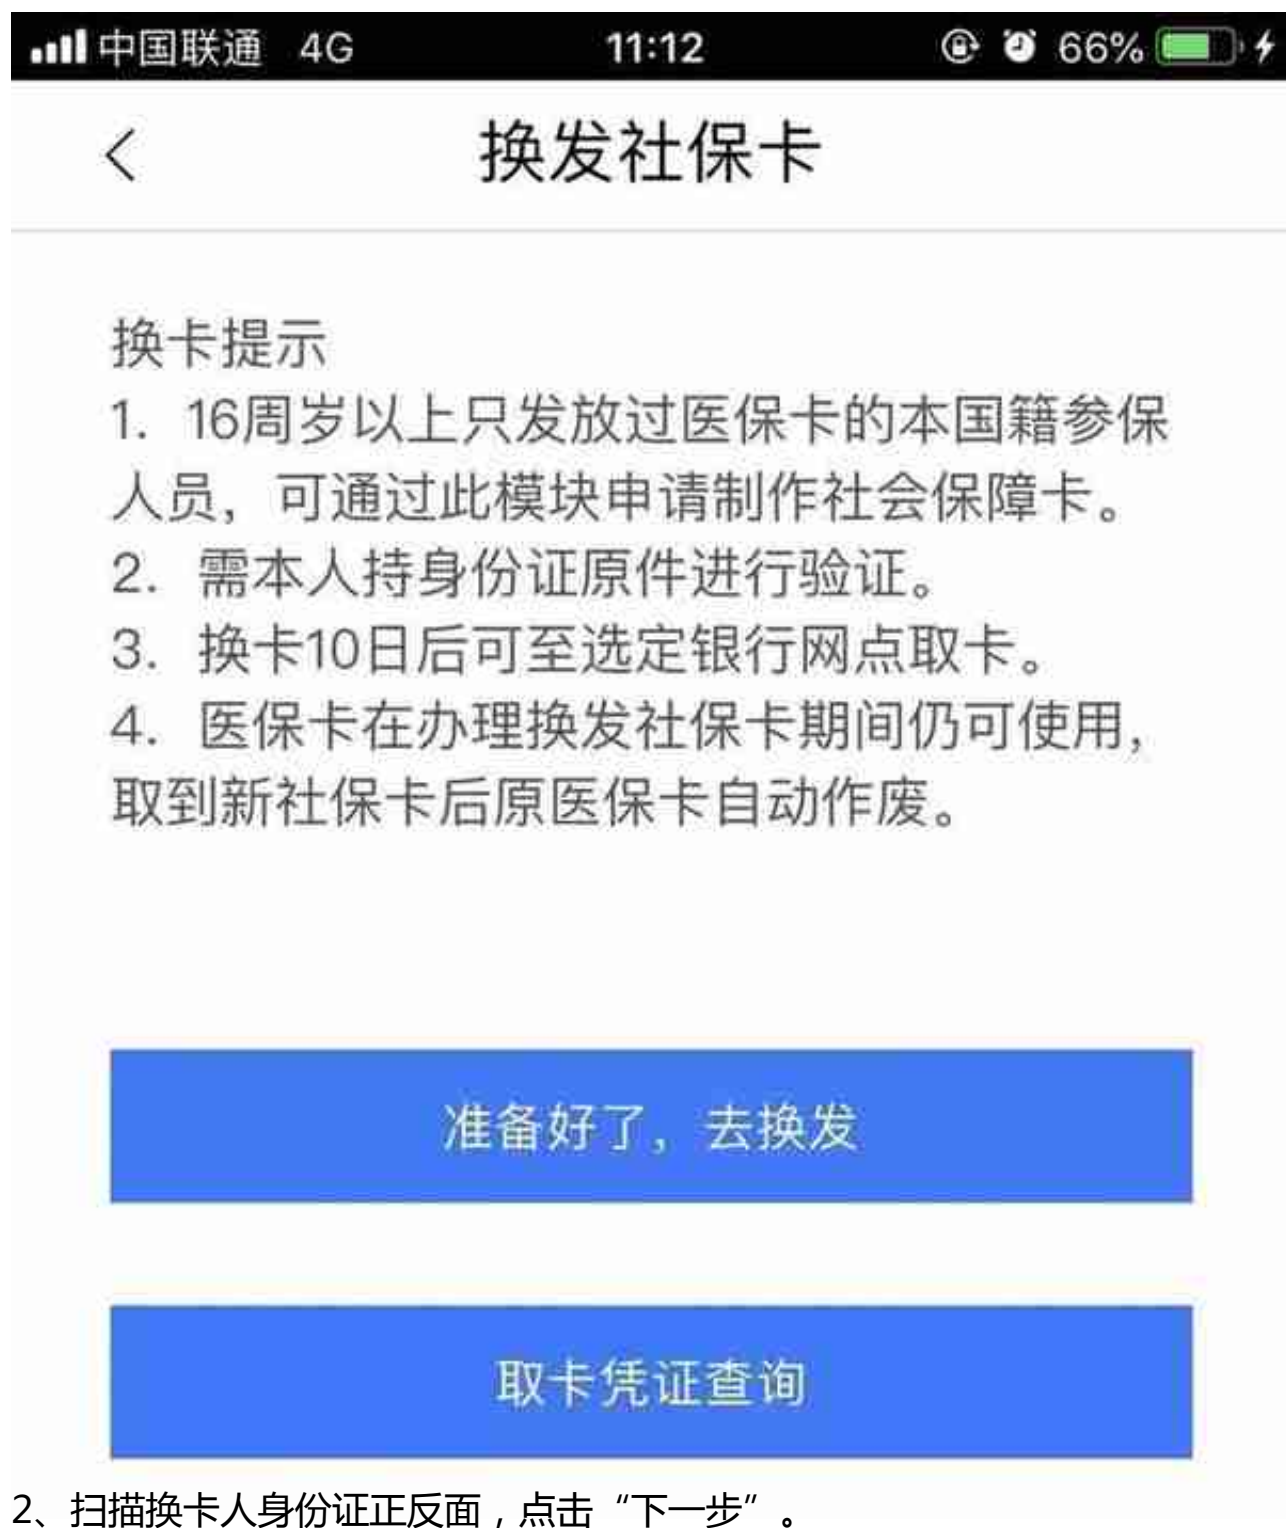 中国联通 4G 11:12 66%
换发社保卡
换卡提示
1. 16周岁以上只发放过医保卡的本国籍参保
人员，可通过此模块申请制作社会保障卡。
2. 需本人持身份证原件进行验证。
3. 换卡10日后可至选定银行网点取卡。
4. 医保卡在办理换发社保卡期间仍可使用，
取到新社保卡后原医保卡自动作废。
准备好了，去换发
取卡凭证查询
2、扫描换卡人身份证正反面，点击“下一步”。